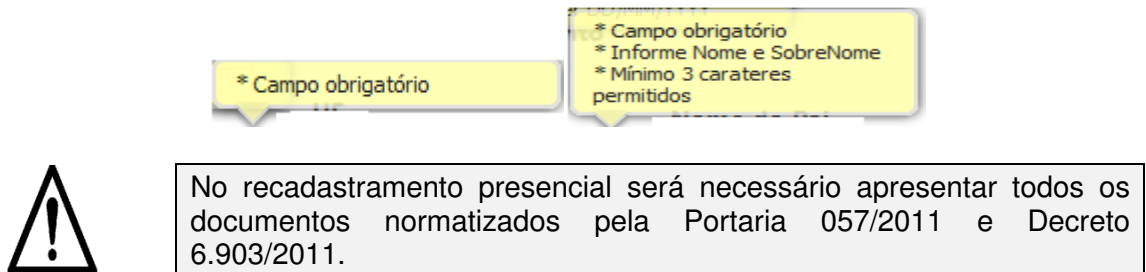 * Campo obrigatório
* Campo obrigatório
* Informe Nome e SobreNome
* Mínimo 3 carateres
permitidos
No recadastramento presencial será necessário apresentar todos os
documentos normatizados pela Portaria 057/2011 e Decreto
6.903/2011.